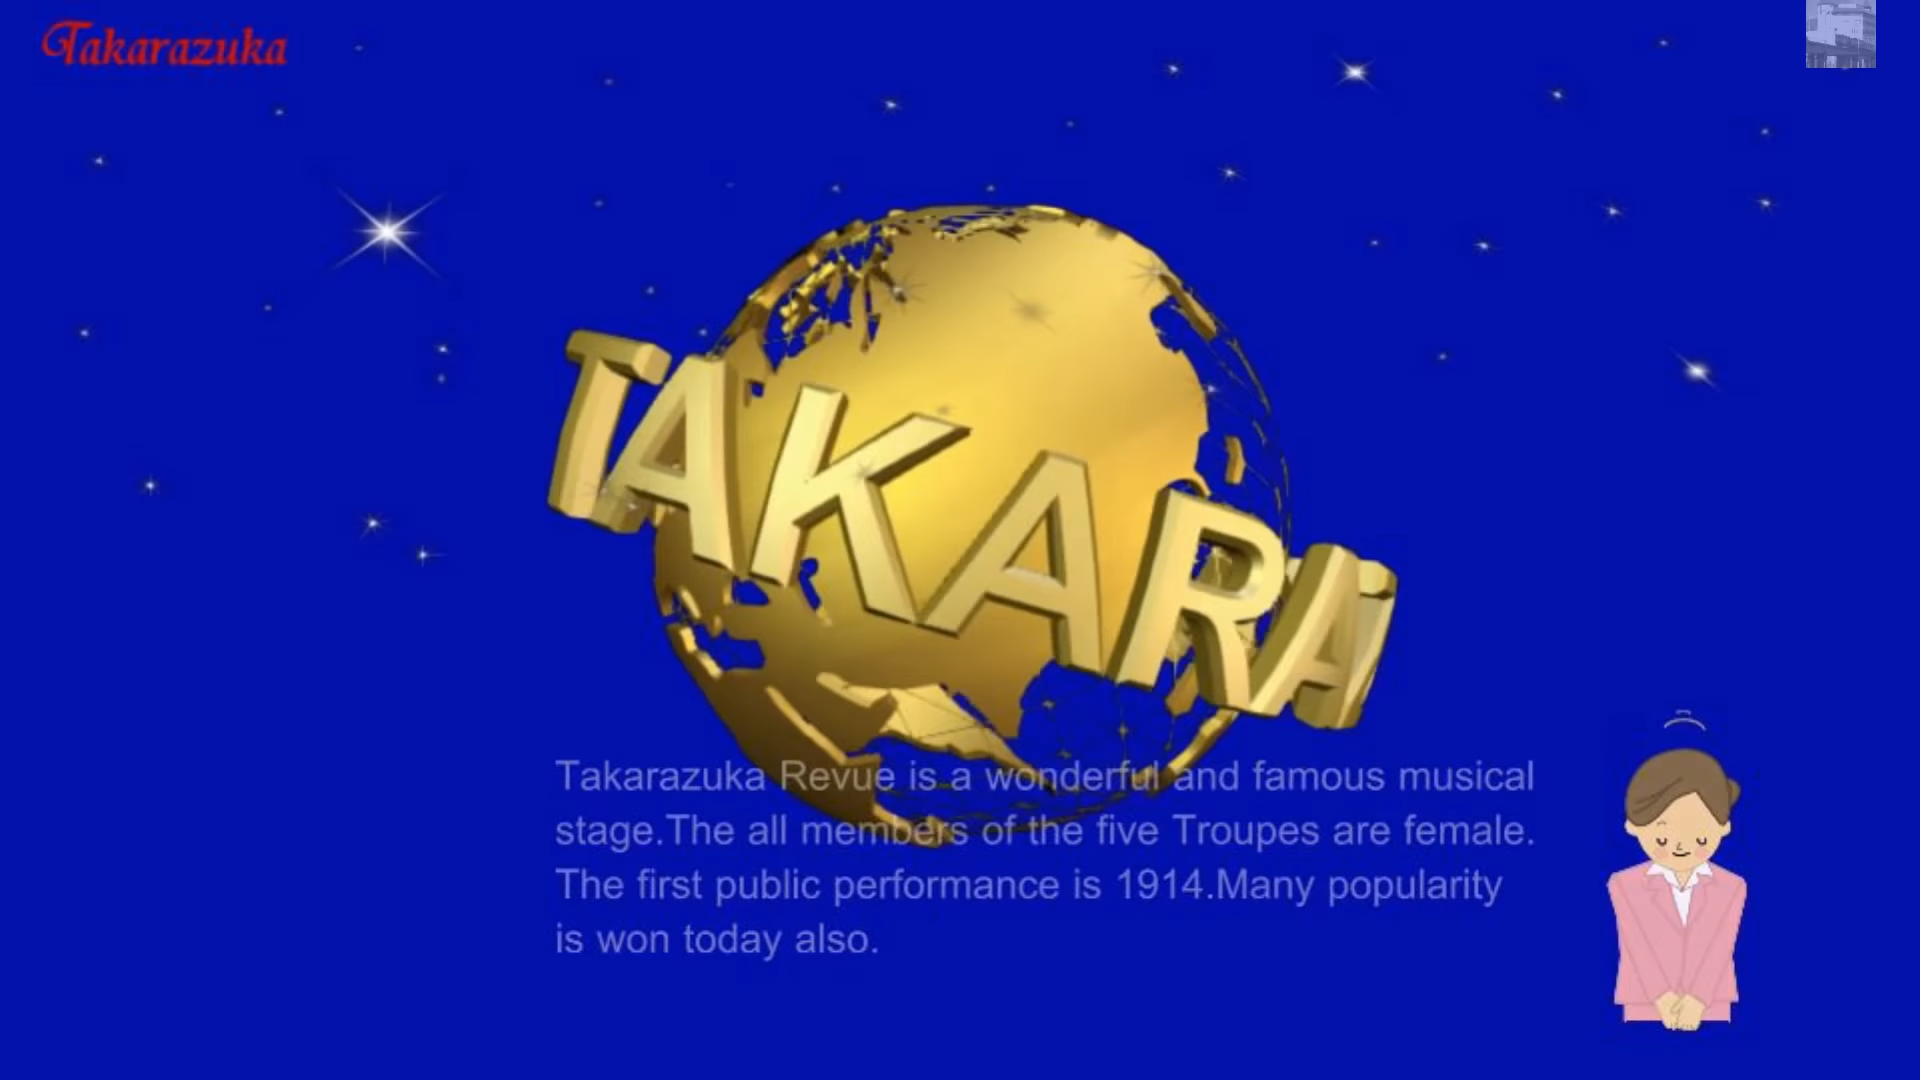 Takarazuka
TAKARA
Takarazuka Revue is a wonderful and famous musical
stage.The all members of the five Troupes are female.
The first public performance is 1914.Many popularity
is won today also.